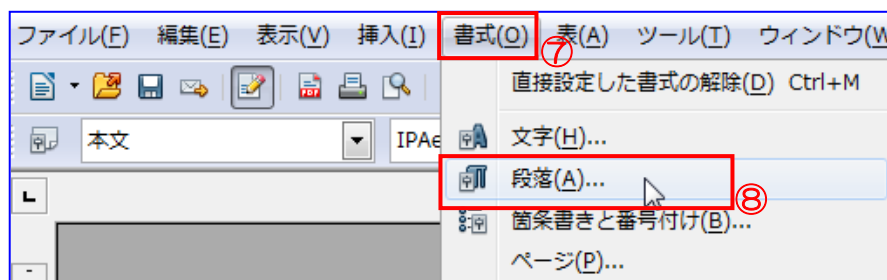 ファイル(F) 編集(E) 表示(V) 挿入(I) 書式(O) 表(A) ツール(T) ウィンドウ(W
⑦
直接設定した書式の解除(D) Ctrl+M
本文 IPAe
文字(H)...
段落(A)...
⑧
箇条書きと番号付け(B)...
ページ(P)...